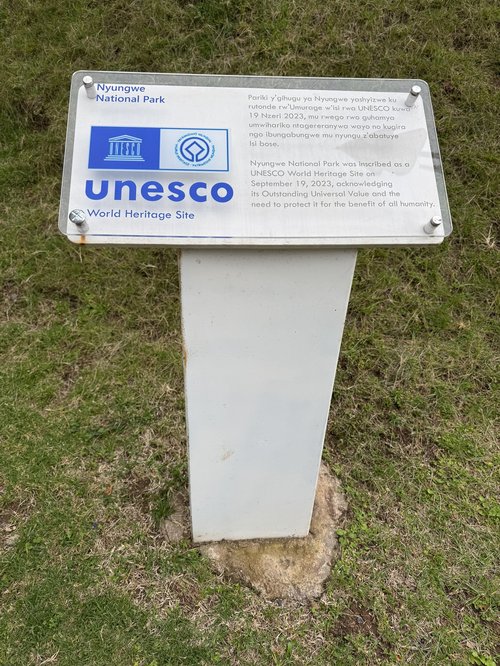 Nyungwe
National Park
unesco
World Heritage Site
Pariki y'gihugu ya Nyungwe yashyizwe ku
rutonde rw'Umurage w'isi rwa UNESCO kuwa
19 Nzeri 2023, mu rwego rwo guhamya
umwihariko ntagereranywa wayo no kugira
ngo ibungabungwe mu nyungu z'abatuye
Isi bose.
Nyungwe National Park was inscribed as a
UNESCO World Heritage Site on
September 19, 2023, acknowledging
its Outstanding Universal Value and the
need to protect it for the benefit of all humanity.